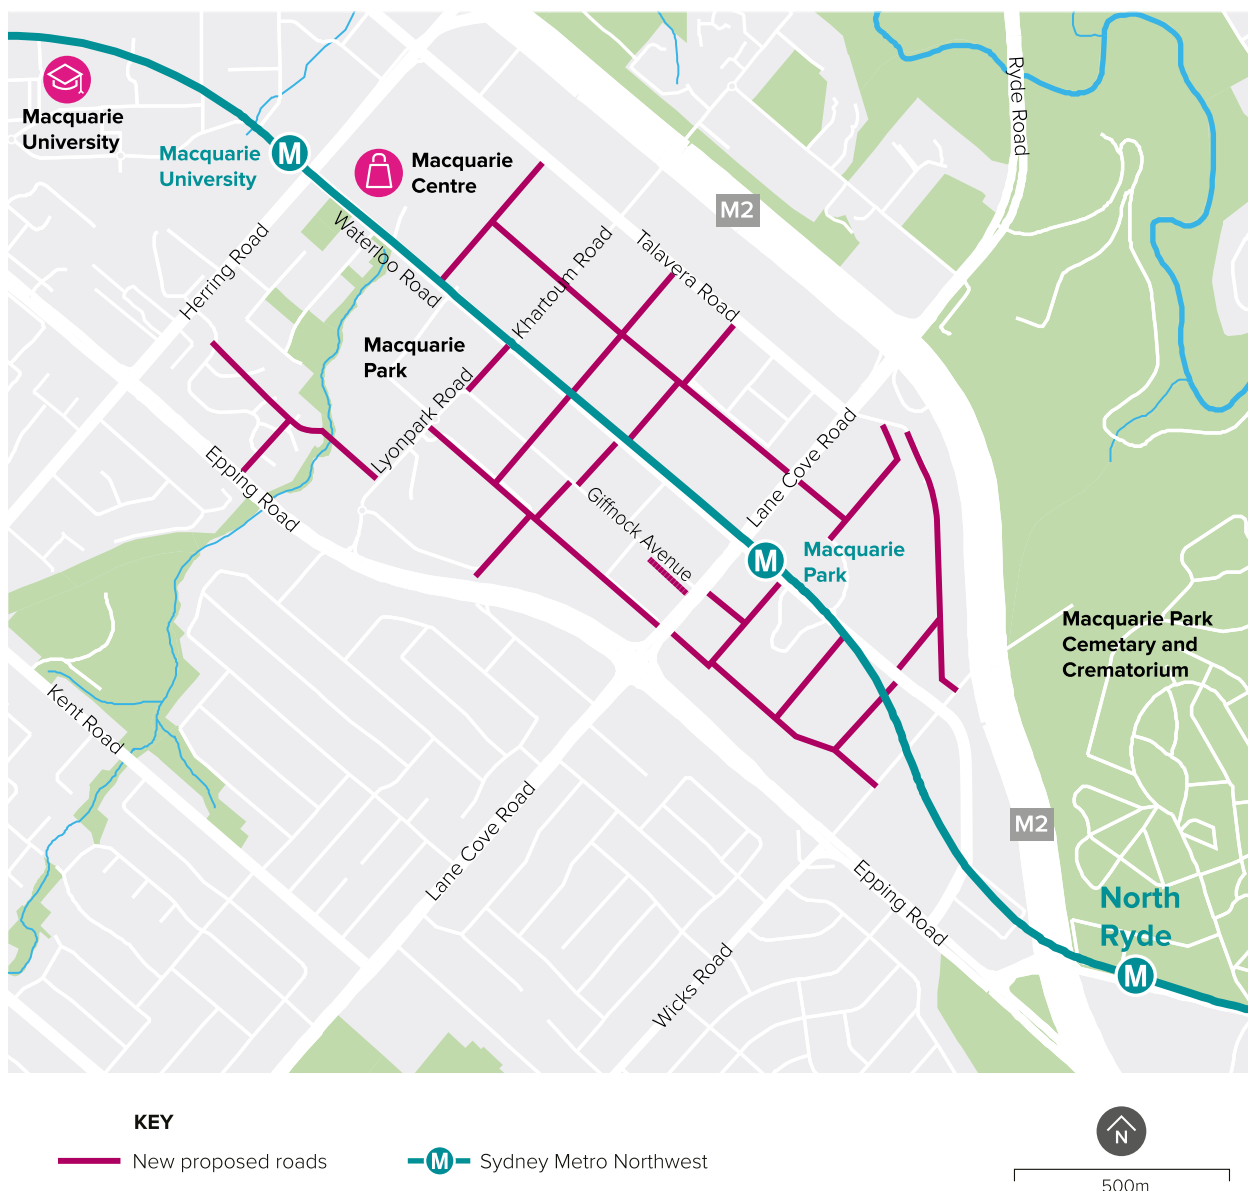 Macquarie
University
M
Macquarie
University
Macquarie
Centre
Ryde Road
M2
Herring Road
Waterloo Road
Khartoum Road
Talavera Road
Macquarie
Park
Lyonpark Road
Epping Road
Giffnock Avenue
Lane Cove Road
M
Macquarie
Park
Macquarie Park
Cemetary and
Crematorium
Kent Road
Lane Cove Road
M2
Epping Road
North
Ryde
M
Wicks Road
KEY
New proposed roads
M
Sydney Metro Northwest
N
500m